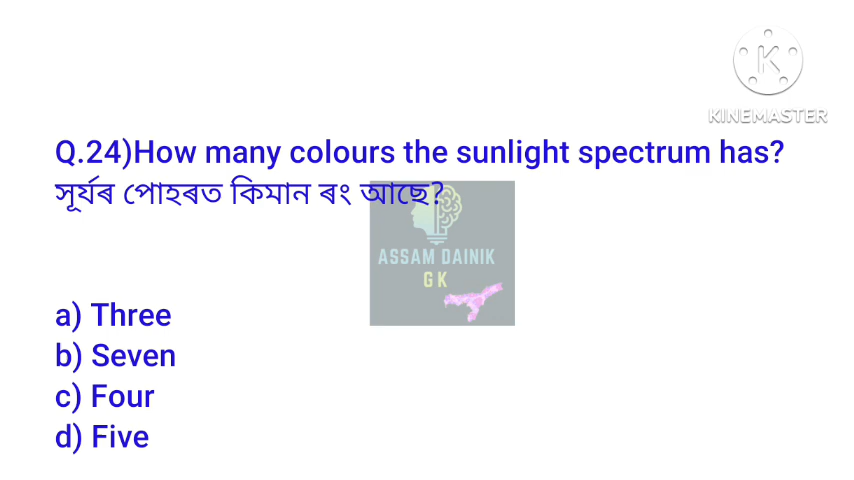 KINEMASTER
Q.24)How many colours the sunlight spectrum has?
সূৰ্যৰ পোহৰত কিমান ৰং আছে?
ASSAM DAINIK
GK
a) Three
b) Seven
c) Four
d) Five